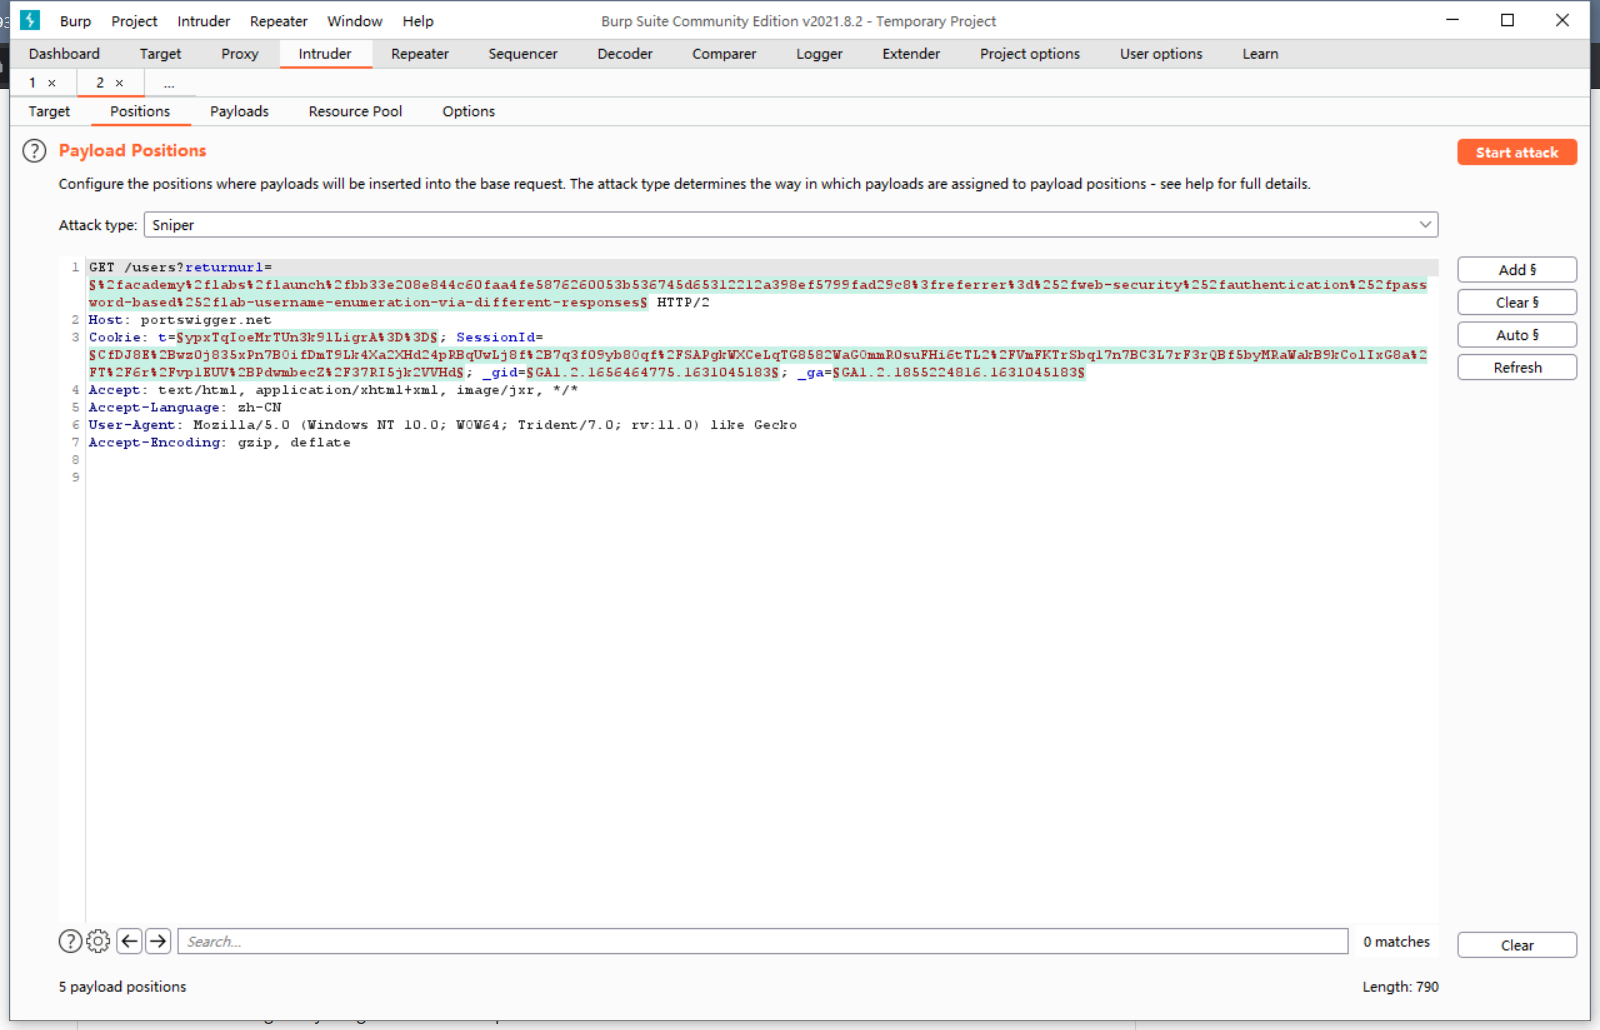 Burp Project Intruder Repeater Window Help Burp Suite Community Edition v2021.8.2 - Temporary Project
Dashboard Target Proxy Intruder Repeater Sequencer Decoder Comparer Logger Extender Project options User options Learn
1 × 2 × ...
Target Positions Payloads Resource Pool Options
? Payload Positions
Start attack
Configure the positions where payloads will be inserted into the base request. The attack type determines the way in which payloads are assigned to payload positions - see help for full details.
Attack type: Sniper
1 GET /users?returnurl=
§%2facademy%2flabs%2flaunch%2fbb33e208e844c60faa4fe5876260053b536745d65312212a398ef5799fad29c8%3freferrer%3d%252fweb-security%252fauthentication%252fpass
word-based%252flab-username-enumeration-via-different-responses§ HTTP/2
2 Host: portswigger.net
3 Cookie: t=§ypxTqIoeMrTUn3k91LigrA%3D%3D§; SessionId=
§CfDJ8E%2Bwz0j835xPn7B0ifDmT9Lk4Xa2XHd24pRBqUwLj8f%2B7q3f09yb80qf%2FSAPgkWXCeLqTG8582WaG0mmR0suFHi6tTL2%2FVmFKTrSbq17n7BC3L7rF3rQBf5byMRaWakB9kColIxG8a%
FT%2F6r%2Fvp1EUV%2BPdwmbecZ%2F37RI5jk2VVHd§; _gid=§GA1.2.1656464775.1631045183§; _ga=§GA1.2.1855224816.1631045183§
4 Accept: text/html, application/xhtml+xml, image/jxr, */*
5 Accept-Language: zh-CN
6 User-Agent: Mozilla/5.0 (Windows NT 10.0; WOW64; Trident/7.0; rv:11.0) like Gecko
7 Accept-Encoding: gzip, deflate
8
9
Add §
Clear §
Auto §
Refresh
? Search... 0 matches
Clear
5 payload positions
Length: 790